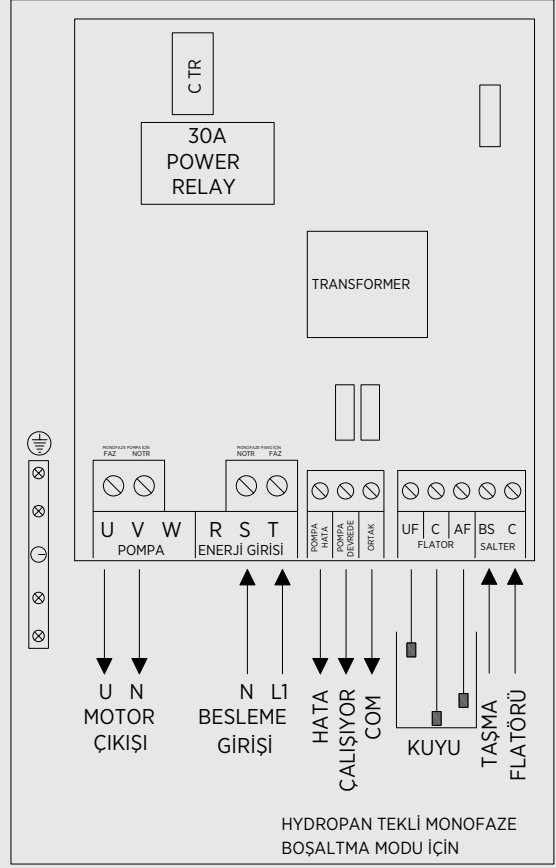 C TR
30A
POWER
RELAY
TRANSFORMER
MONOFAZE POMPA İÇİN
FAZ NOTR
MONOFAZE PANO İÇİN
NOTR FAZ
U V W
POMPA
R S T
ENERJİ GİRİSİ
POMPA
HATA
POMPA
DEVREDE
ORTAK
UF C AF
FLATOR
BS C
SALTER
U N
MOTOR
ÇIKIŞI
N L1
BESLEME
GİRİŞİ
HATA
ÇALIŞIYOR
COM
KUYU
TAŞMA
FLATÖRÜ
HYDROPAN TEKLİ MONOFAZE
BOŞALTMA MODU İÇİN